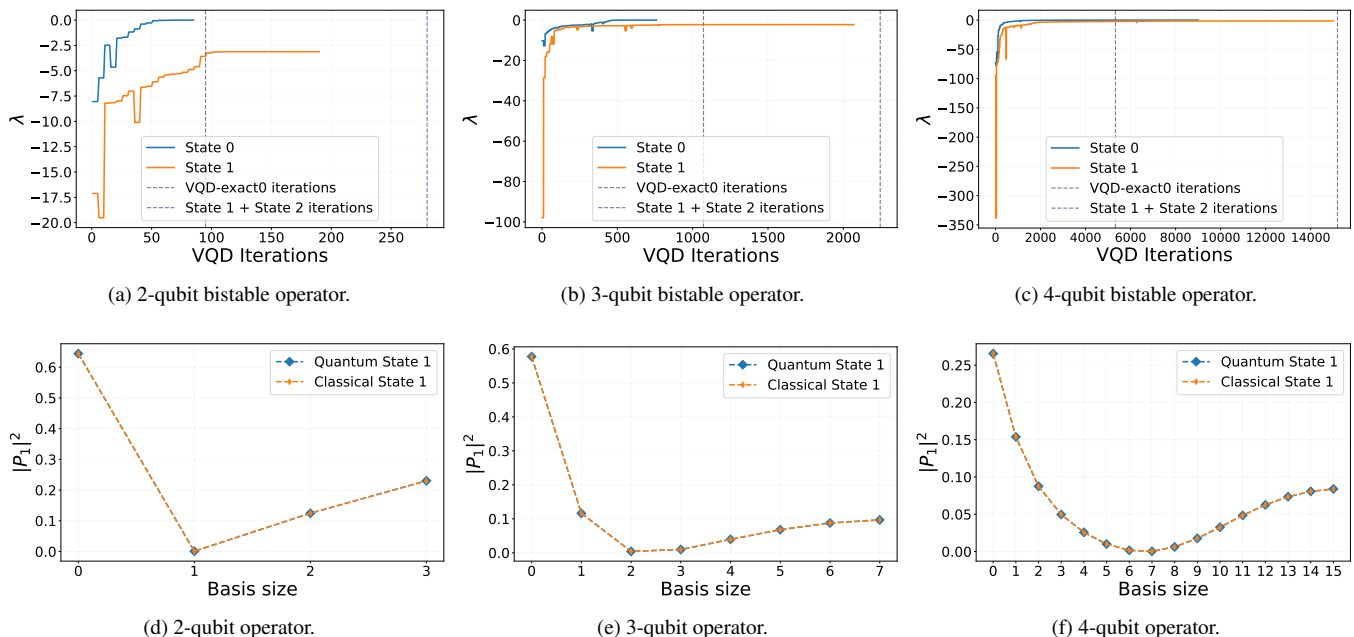 0.0
−2.5
−5.0
−7.5
−10.0
−12.5
−15.0
−17.5
−20.0
λ
State 0
State 1
VQD-exact0 iterations
State 1 + State 2 iterations
0 50 100 150 200 250
VQD Iterations
(a) 2-qubit bistable operator.
0
−20
−40
−60
−80
−100
λ
State 0
State 1
VQD-exact0 iterations
State 1 + State 2 iterations
0 500 1000 1500 2000
VQD Iterations
(b) 3-qubit bistable operator.
0
−50
−100
−150
−200
−250
−300
−350
λ
State 0
State 1
VQD-exact0 iterations
State 1 + State 2 iterations
0 2000 4000 6000 8000 10000 12000 14000
VQD Iterations
(c) 4-qubit bistable operator.
0.6
0.5
0.4
0.3
0.2
0.1
0.0
|P₁|²
Quantum State 1
Classical State 1
0 1 2 3
Basis size
(d) 2-qubit operator.
0.6
0.5
0.4
0.3
0.2
0.1
0.0
|P₁|²
Quantum State 1
Classical State 1
0 1 2 3 4 5 6 7
Basis size
(e) 3-qubit operator.
0.25
0.20
0.15
0.10
0.05
0.00
|P₁|²
Quantum State 1
Classical State 1
0 1 2 3 4 5 6 7 8 9 10 11 12 13 14 15
Basis size
(f) 4-qubit operator.